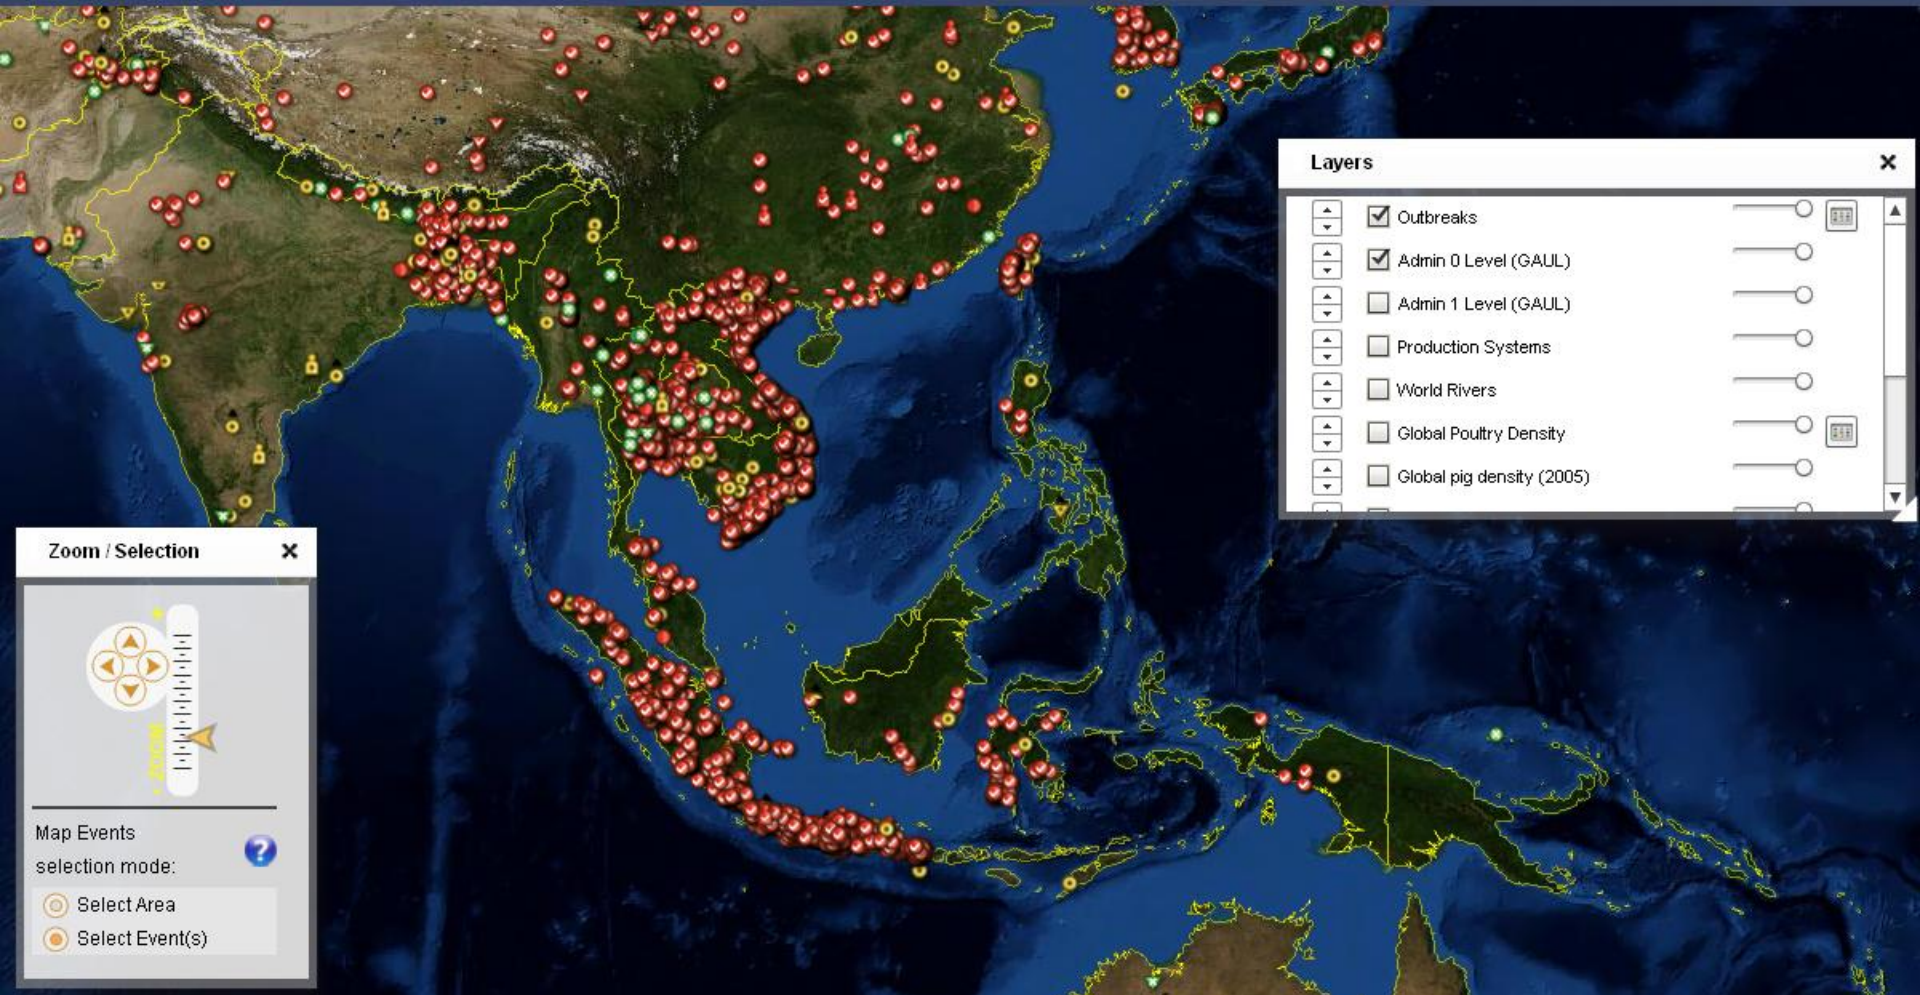 Layers
Outbreaks
Admin 0 Level (GAUL)
Admin 1 Level (GAUL)
Production Systems
World Rivers
Global Poultry Density
Global pig density (2005)
Zoom / Selection
ZOOM
Map Events
selection mode:
Select Area
Select Event(s)